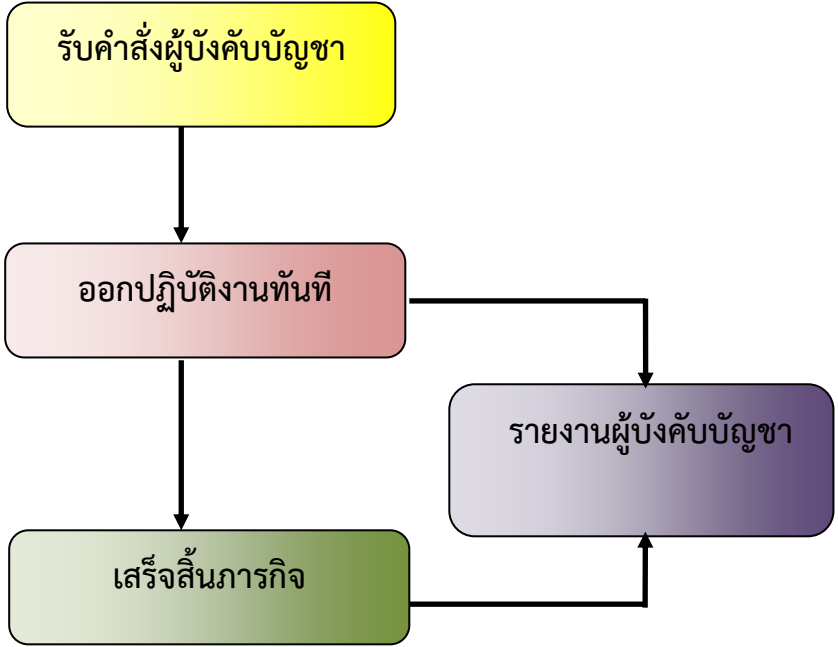 รับคำสั่งผู้บังคับบัญชา
ออกปฏิบัติงานทันที
รายงานผู้บังคับบัญชา
เสร็จสิ้นภารกิจ